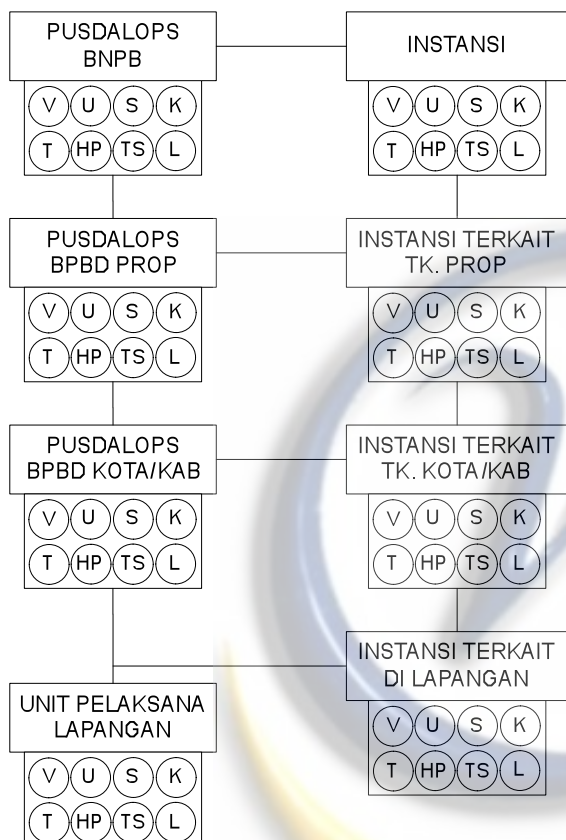 PUSDALOPS
BNPB
V U S K
T HP TS L
INSTANSI
V U S K
T HP TS L
PUSDALOPS
BPBD PROP
V U S K
T HP TS L
INSTANSI TERKAIT
TK. PROP
V U S K
T HP TS L
PUSDALOPS
BPBD KOTA/KAB
V U S K
T HP TS L
INSTANSI TERKAIT
TK. KOTA/KAB
V U S K
T HP TS L
UNIT PELAKSANA
LAPANGAN
V U S K
T HP TS L
INSTANSI TERKAIT
DI LAPANGAN
V U S K
T HP TS L